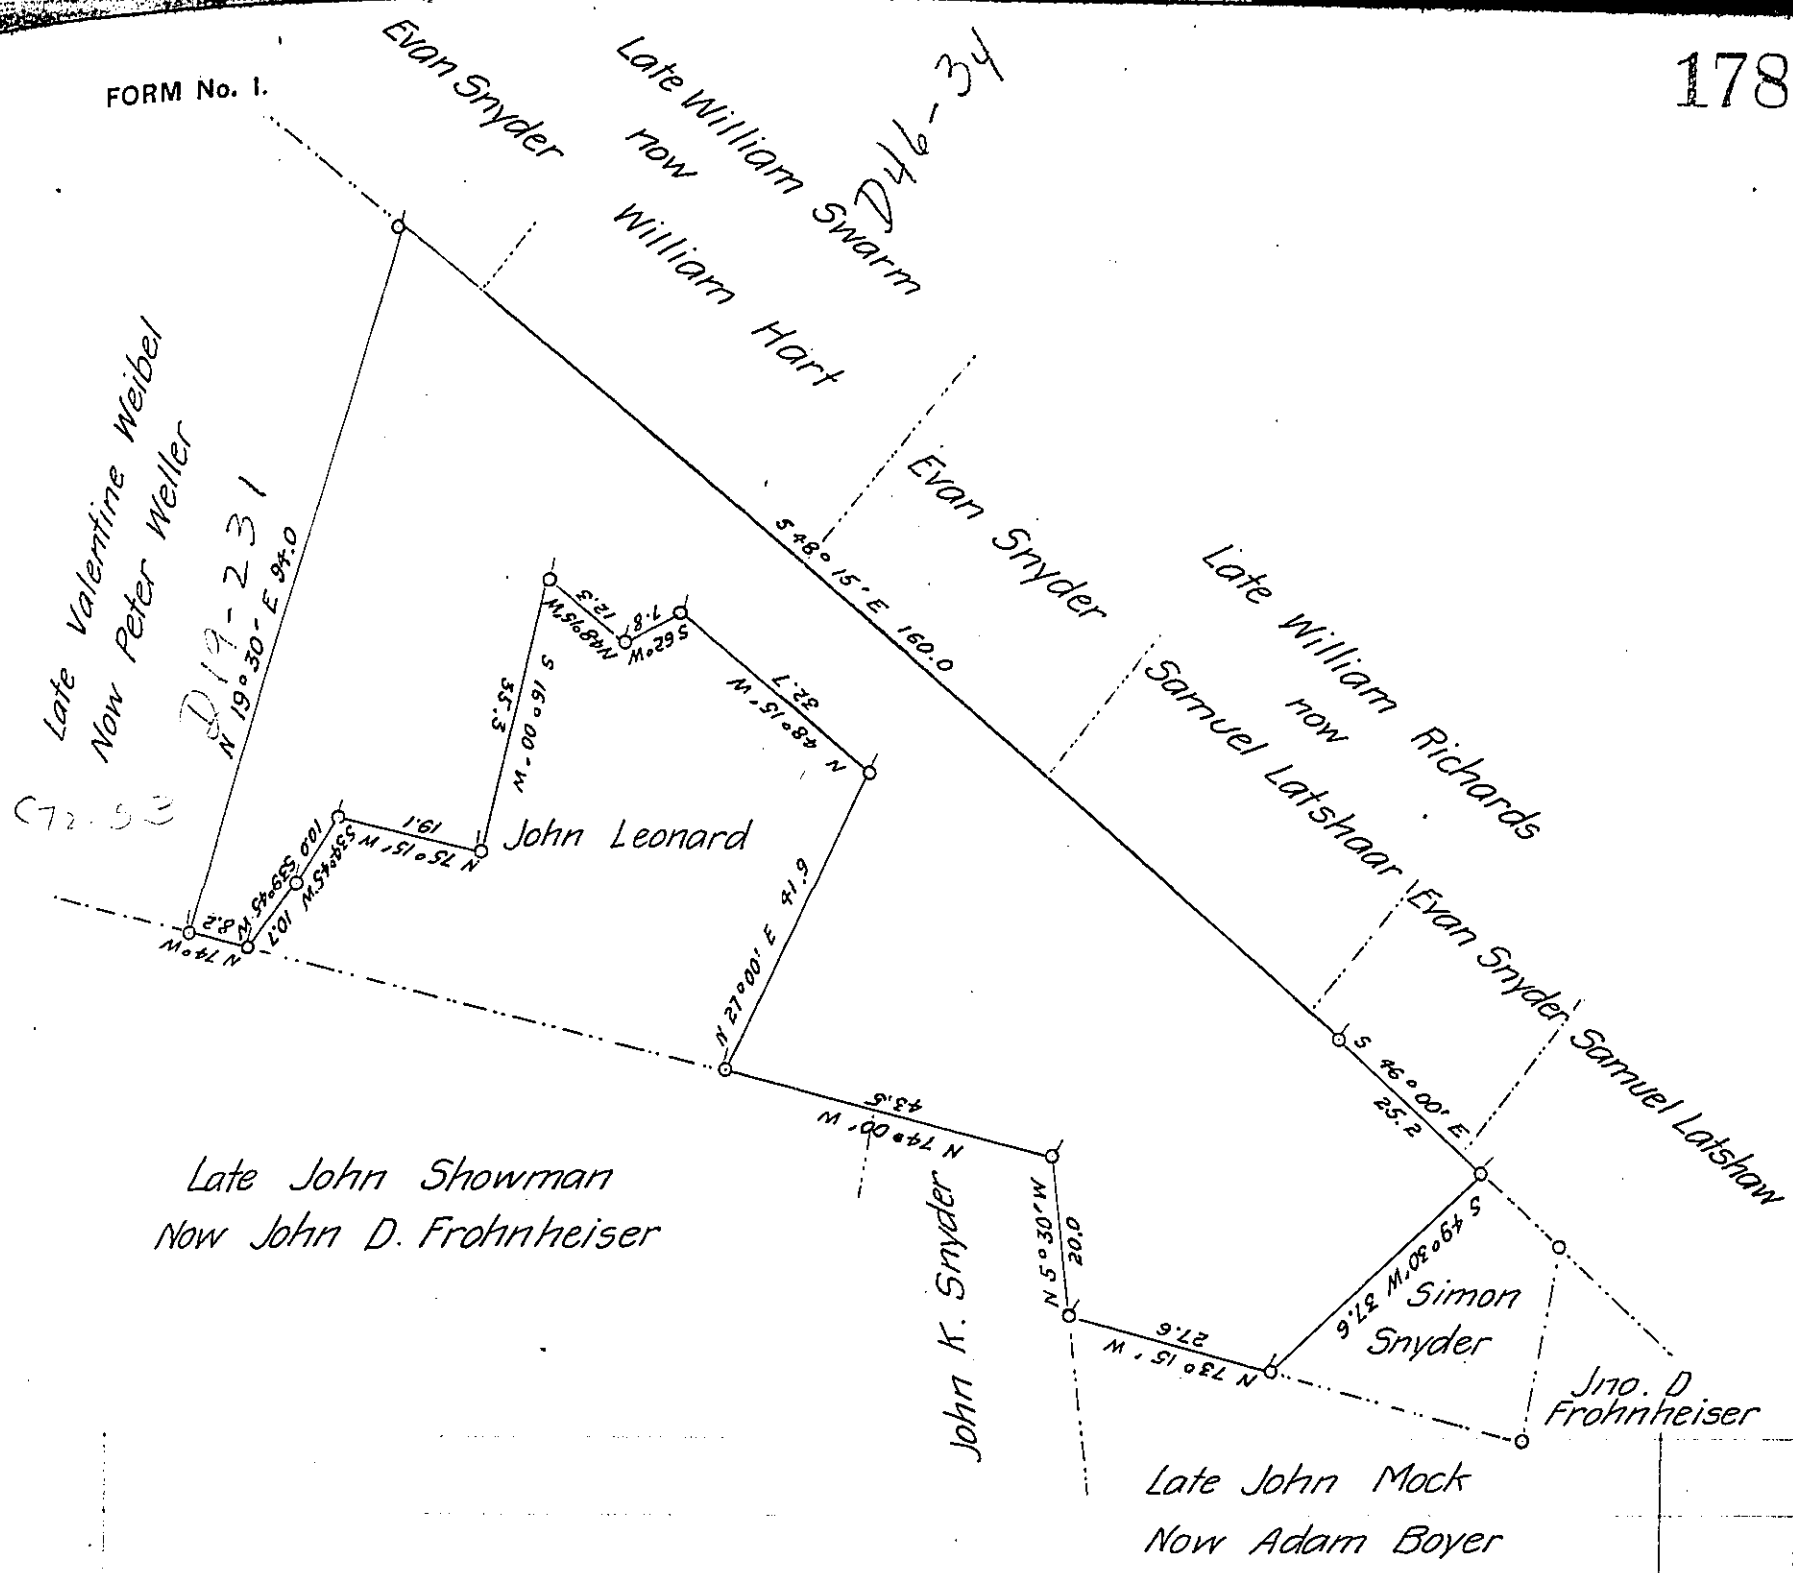 FORM No. 1.
178
Evan Snyder
Late William Swarm
now
William Hart
D46-34
Late Valentine Weibel
Now Peter Weller
D19-231
N 19° 30' E 94.0
C72.53
S 48° 15' E 160.0
Evan Snyder
Late William Richards
now
Samuel Latshaar
Evan Snyder
Samuel Latshaw
S 46° 00' E
25.2
S 49° 30' W 37.6
Simon
Snyder
Jno. D
Frohnheiser
N 73° 15' W
27.6
N 5° 30' W
20.0
N 74° 00' W
43.5
N 27° 00' E 41.9
N 48° 15' W
32.7
S 62° W
7.8
N 48° 15' W
12.3
S 16° 00' W
35.3
N 75° 15' W
19.1
John Leonard
S 34° 45' W 10.7
10.0 S 39° 45' W
N 74° W
8.2
Late John Showman
Now John D. Frohnheiser
John K. Snyder
Late John Mock
Now Adam Boyer